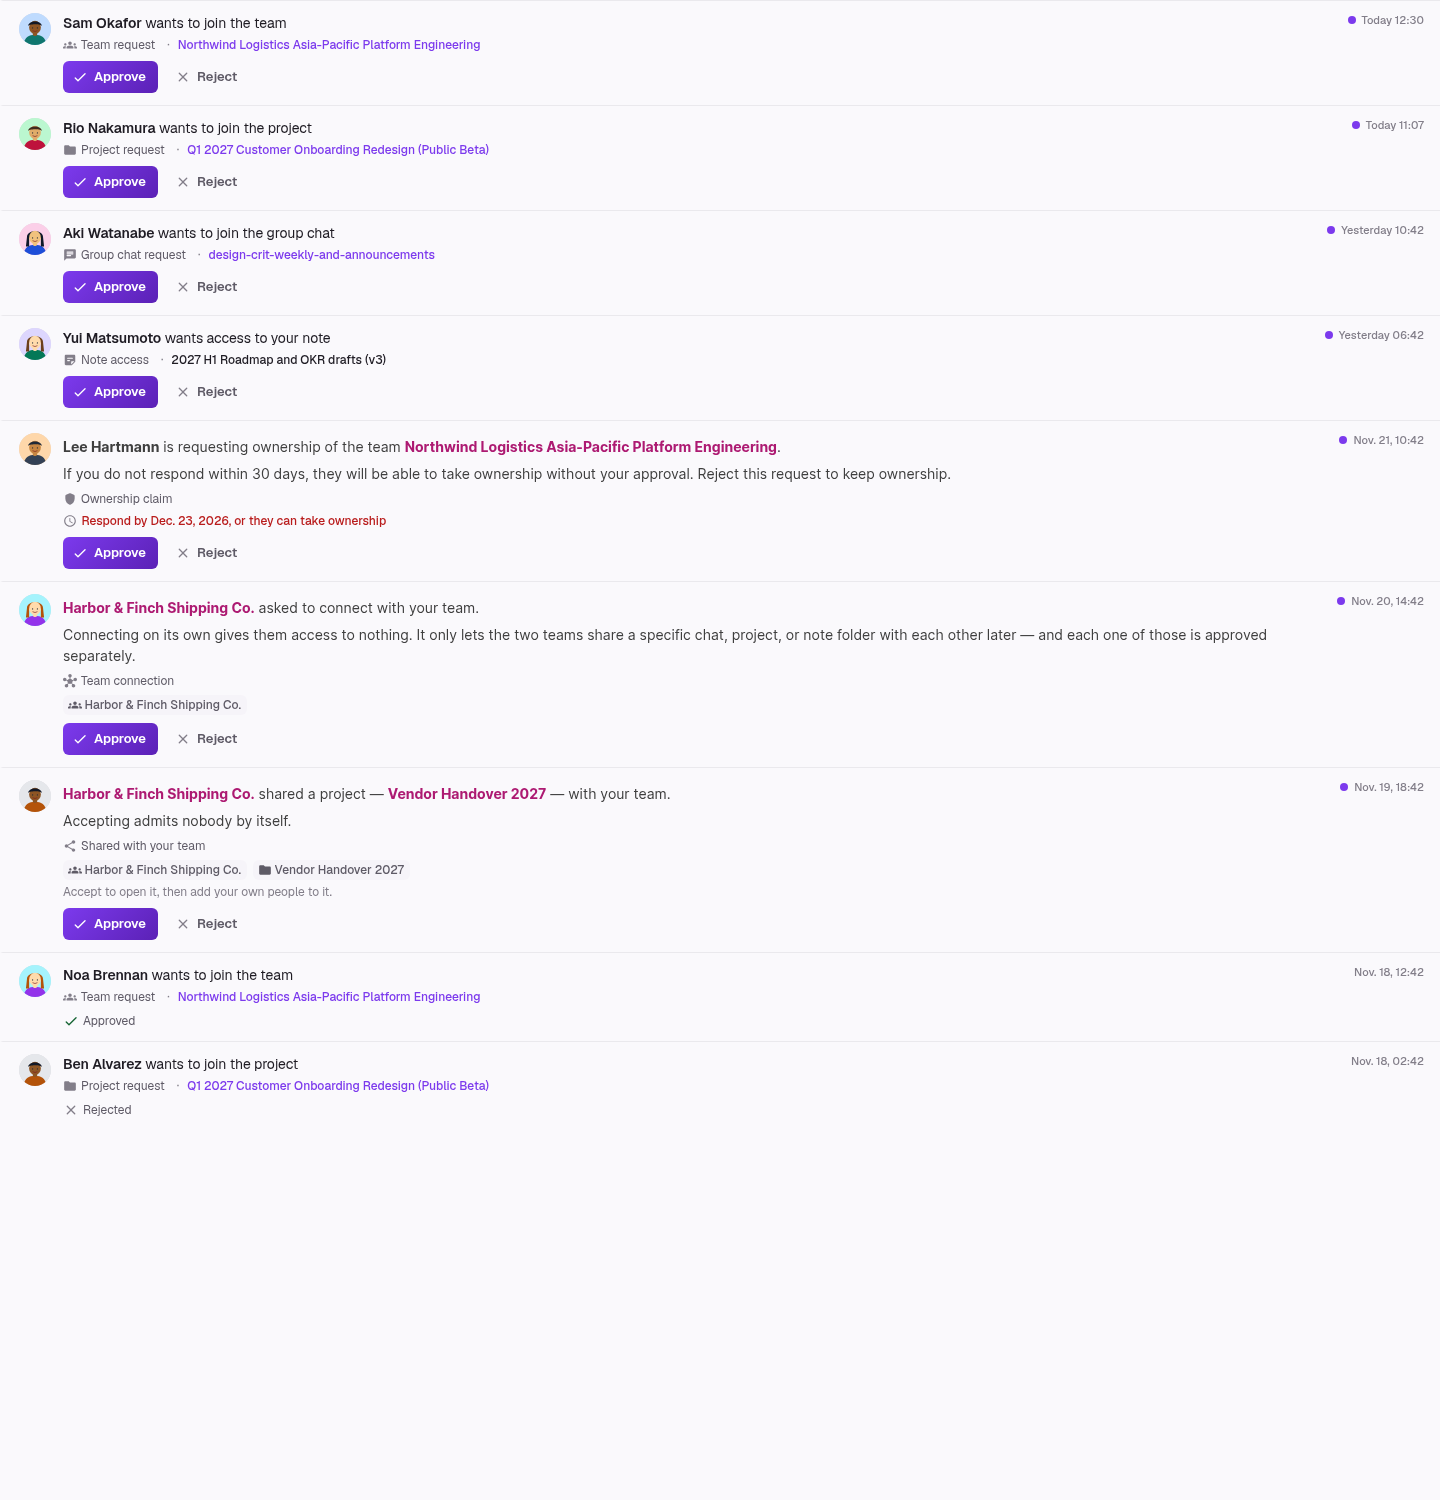 Sam Okafor wants to join the team
Today 12:30
Team request · Northwind Logistics Asia-Pacific Platform Engineering
Approve Reject
Rio Nakamura wants to join the project
Today 11:07
Project request · Q1 2027 Customer Onboarding Redesign (Public Beta)
Approve Reject
Aki Watanabe wants to join the group chat
Yesterday 10:42
Group chat request · design-crit-weekly-and-announcements
Approve Reject
Yui Matsumoto wants access to your note
Yesterday 06:42
Note access · 2027 H1 Roadmap and OKR drafts (v3)
Approve Reject
Lee Hartmann is requesting ownership of the team Northwind Logistics Asia-Pacific Platform Engineering.
Nov. 21, 10:42
If you do not respond within 30 days, they will be able to take ownership without your approval. Reject this request to keep ownership.
Ownership claim
Respond by Dec. 23, 2026, or they can take ownership
Approve Reject
Harbor & Finch Shipping Co. asked to connect with your team.
Nov. 20, 14:42
Connecting on its own gives them access to nothing. It only lets the two teams share a specific chat, project, or note folder with each other later — and each one of those is approved
separately.
Team connection
Harbor & Finch Shipping Co.
Approve Reject
Harbor & Finch Shipping Co. shared a project — Vendor Handover 2027 — with your team.
Nov. 19, 18:42
Accepting admits nobody by itself.
Shared with your team
Harbor & Finch Shipping Co. Vendor Handover 2027
Accept to open it, then add your own people to it.
Approve Reject
Noa Brennan wants to join the team
Nov. 18, 12:42
Team request · Northwind Logistics Asia-Pacific Platform Engineering
Approved
Ben Alvarez wants to join the project
Nov. 18, 02:42
Project request · Q1 2027 Customer Onboarding Redesign (Public Beta)
Rejected